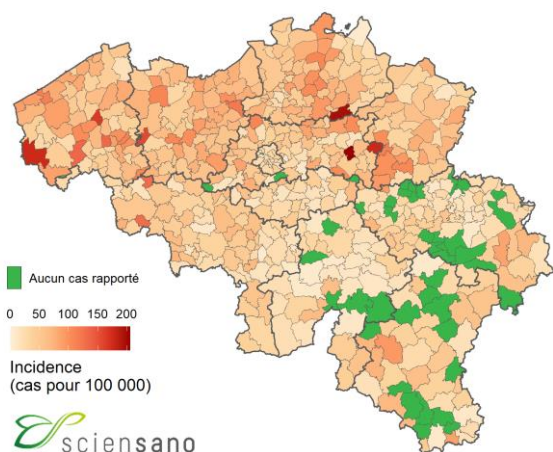 Aucun cas rapporté
0 50 100 150 200
Incidence
(cas pour 100 000)
sciensano